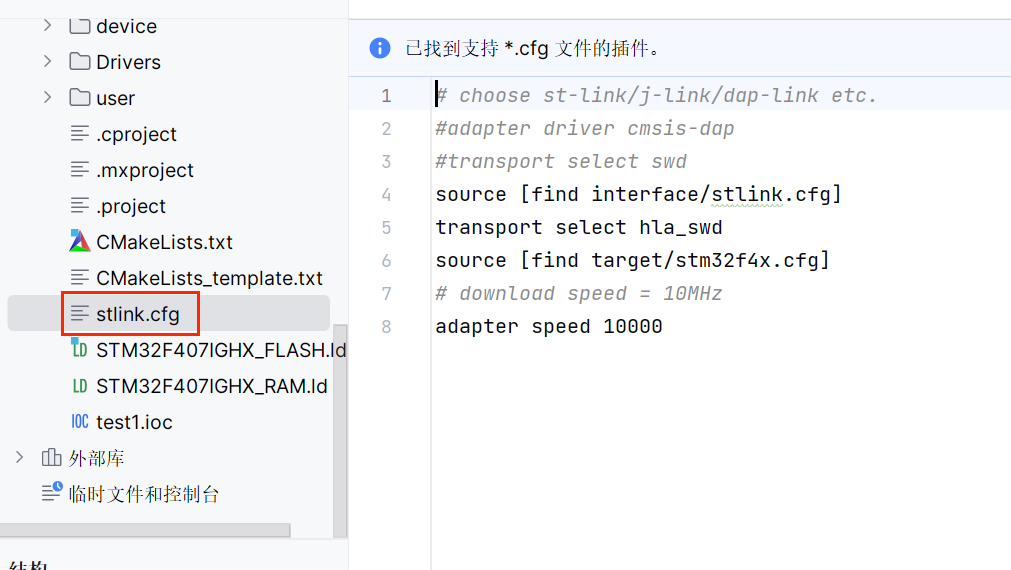 device
Drivers
user
.cproject
.mxproject
.project
CMakeLists.txt
CMakeLists_template.txt
stlink.cfg
LD STM32F407IGHX_FLASH.ld
LD STM32F407IGHX_RAM.ld
IOC test1.ioc
外部库
临时文件和控制台
结构
已找到支持 *.cfg 文件的插件。
1 # choose st-link/j-link/dap-link etc.
2 #adapter driver cmsis-dap
3 #transport select swd
4 source [find interface/stlink.cfg]
5 transport select hla_swd
6 source [find target/stm32f4x.cfg]
7 # download speed = 10MHz
8 adapter speed 10000